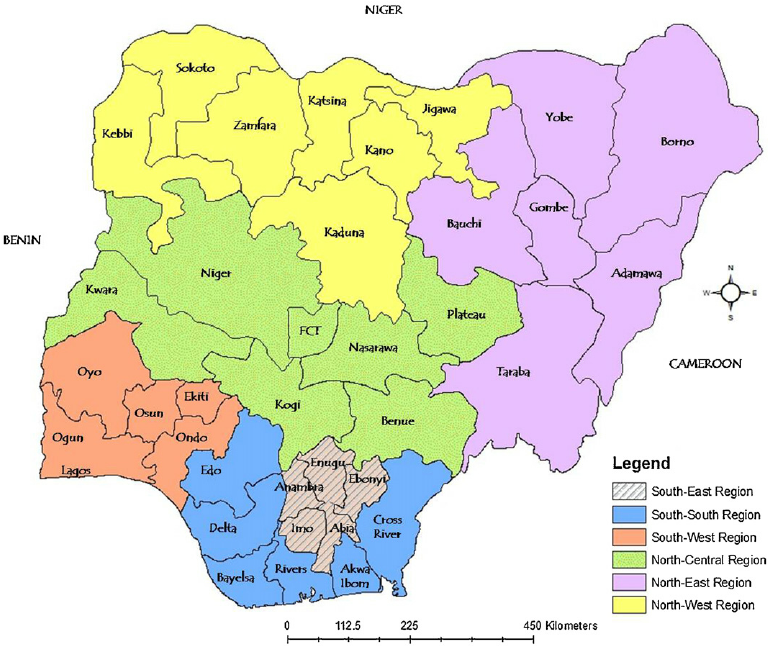 NIGER
Sokoto
Katsina
Jigawa
Kebbi
Zamfara
Kano
Yobe
Borno
Kaduna
Bauchi
Gombe
BENIN
Niger
Adamawa
Kwara
Plateau
FCT
Nasarawa
N
W
E
S
CAMEROON
Oyo
Taraba
Ekiti
Osun
Kogi
Benue
Ogun
Ondo
Lagos
Edo
Enugu
Ebonyi
Anambra
Delta
Imo
Abia
Cross
River
Bayelsa
Rivers
Akwa
Ibom
Legend
South-East Region
South-South Region
South-West Region
North-Central Region
North-East Region
North-West Region
0 112.5 225 450 Kilometers